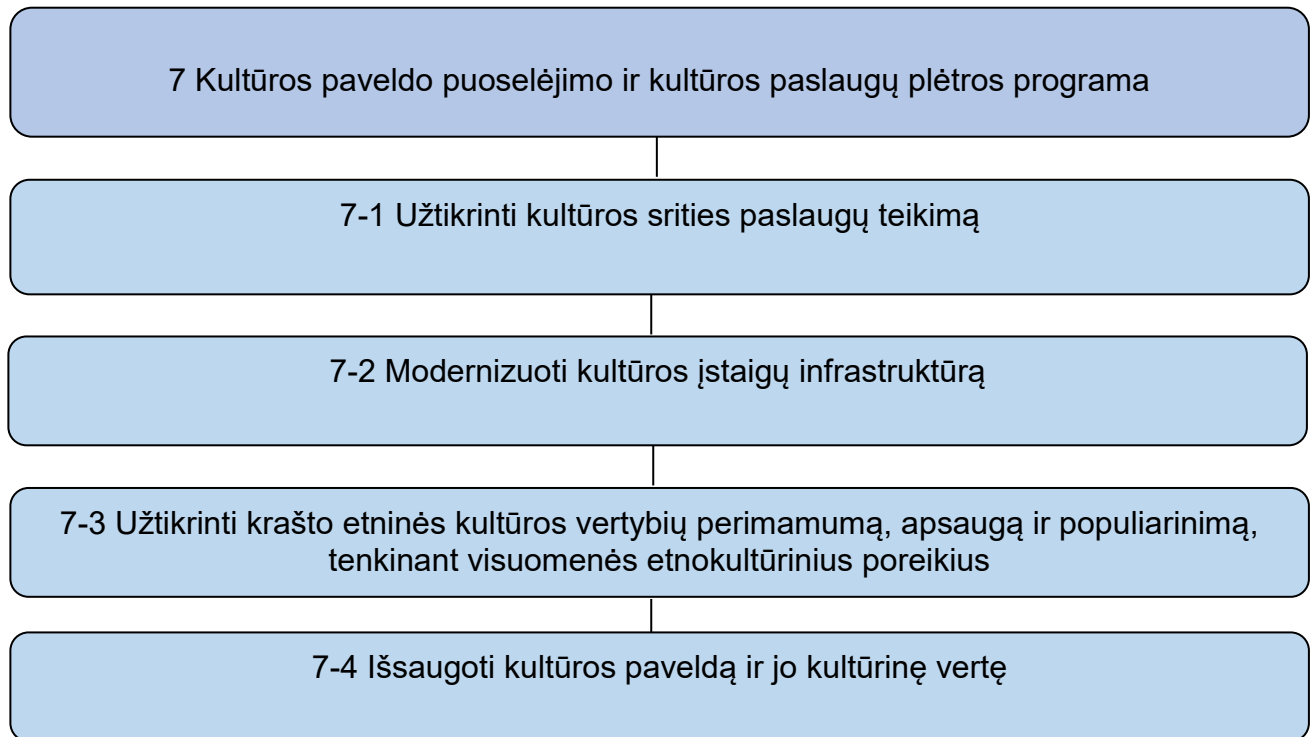 7 Kultūros paveldo puoselėjimo ir kultūros paslaugų plėtros programa
7-1 Užtikrinti kultūros srities paslaugų teikimą
7-2 Modernizuoti kultūros įstaigų infrastruktūrą
7-3 Užtikrinti krašto etninės kultūros vertybių perimamumą, apsaugą ir populiarinimą,
tenkinant visuomenės etnokultūrinius poreikius
7-4 Išsaugoti kultūros paveldą ir jo kultūrinę vertę